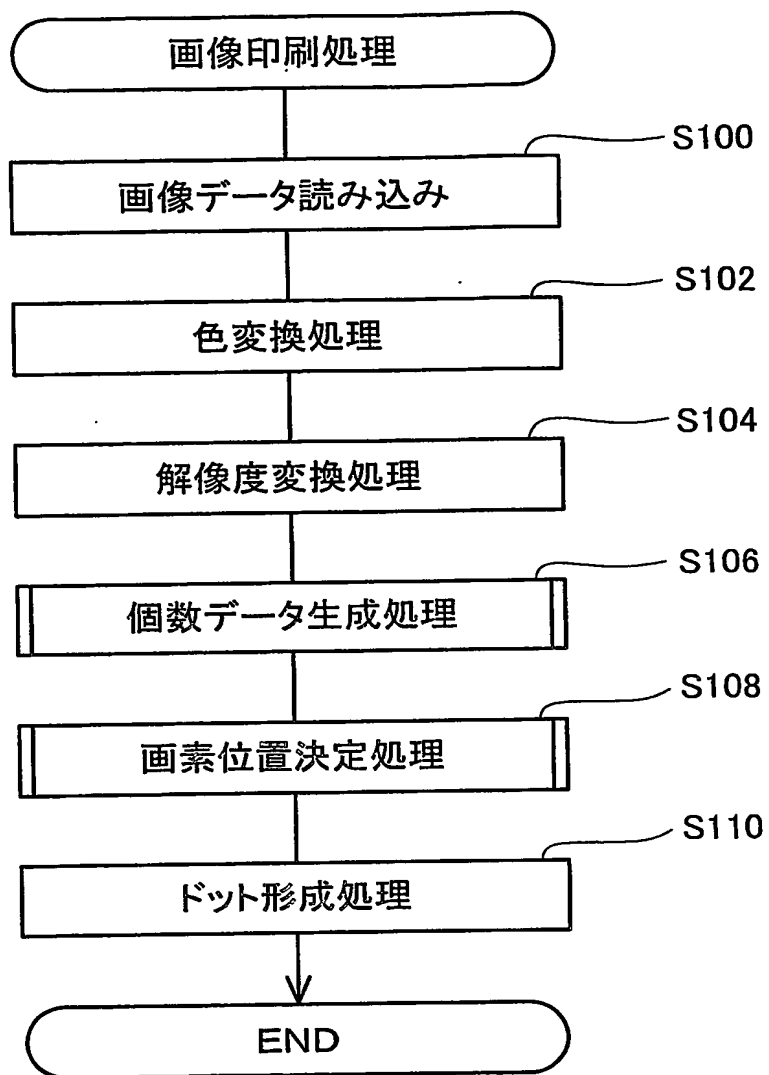 画像印刷処理
S100
画像データ読み込み
S102
色変換処理
S104
解像度変換処理
S106
個数データ生成処理
S108
画素位置決定処理
S110
ドット形成処理
END